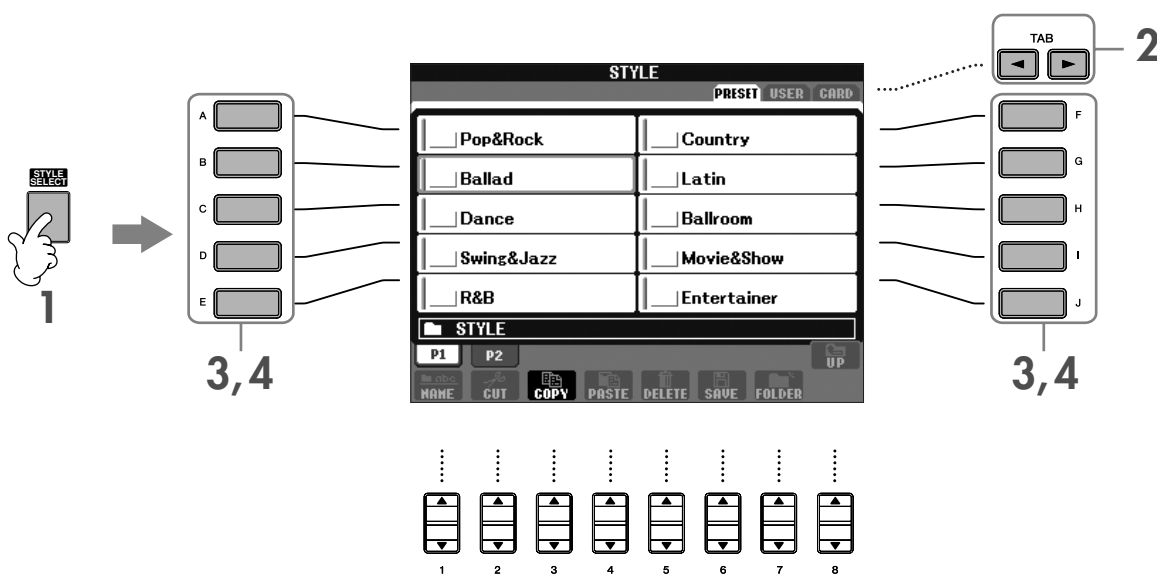 TAB
2
STYLE
PRESET USER CARD
A
Pop&Rock
Country
F
B
Ballad
Latin
G
STYLE
SELECT
C
Dance
Ballroom
H
D
Swing&Jazz
Movie&Show
I
E
R&B
Entertainer
J
1
STYLE
3,4
3,4
P1 P2
UP
abc
NAME CUT COPY PASTE DELETE SAVE FOLDER
1 2 3 4 5 6 7 8